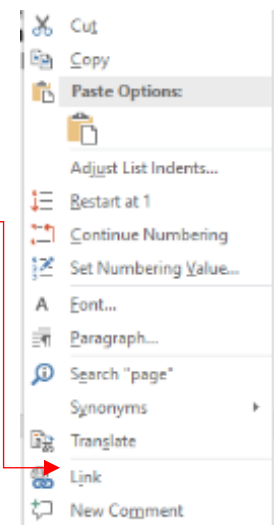 Cut
Copy
Paste Options:
Adjust List Indents...
Restart at 1
Continue Numbering
Set Numbering Value...
A Font...
Paragraph...
Search "page"
Synonyms
Translate
Link
New Comment